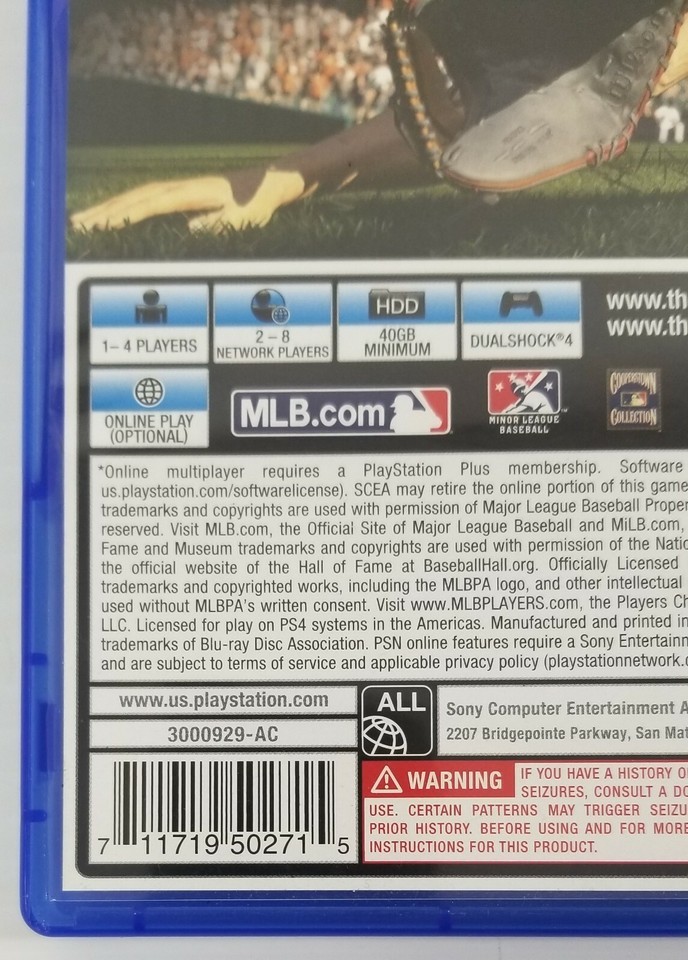 Wilson
HDD
1– 4 PLAYERS
2 – 8
NETWORK PLAYERS
40GB
MINIMUM
DUALSHOCK®4
www.th
www.th
ONLINE PLAY
(OPTIONAL)
MLB.com
MINOR LEAGUE
BASEBALL
COOPERSTOWN
COLLECTION
*Online multiplayer requires a PlayStation Plus membership. Software
us.playstation.com/softwarelicense). SCEA may retire the online portion of this game
trademarks and copyrights are used with permission of Major League Baseball Proper
reserved. Visit MLB.com, the Official Site of Major League Baseball and MiLB.com,
Fame and Museum trademarks and copyrights are used with permission of the Natio
the official website of the Hall of Fame at BaseballHall.org. Officially Licensed
trademarks and copyrighted works, including the MLBPA logo, and other intellectual
used without MLBPA's written consent. Visit www.MLBPLAYERS.com, the Players Ch
LLC. Licensed for play on PS4 systems in the Americas. Manufactured and printed in
trademarks of Blu-ray Disc Association. PSN online features require a Sony Entertainm
and are subject to terms of service and applicable privacy policy (playstationnetwork.c
www.us.playstation.com
3000929-AC
ALL
Sony Computer Entertainment A
2207 Bridgepointe Parkway, San Mat
7 11719 50271 5
WARNING
IF YOU HAVE A HISTORY O
SEIZURES, CONSULT A DO
USE. CERTAIN PATTERNS MAY TRIGGER SEIZU
PRIOR HISTORY. BEFORE USING AND FOR MORE
INSTRUCTIONS FOR THIS PRODUCT.